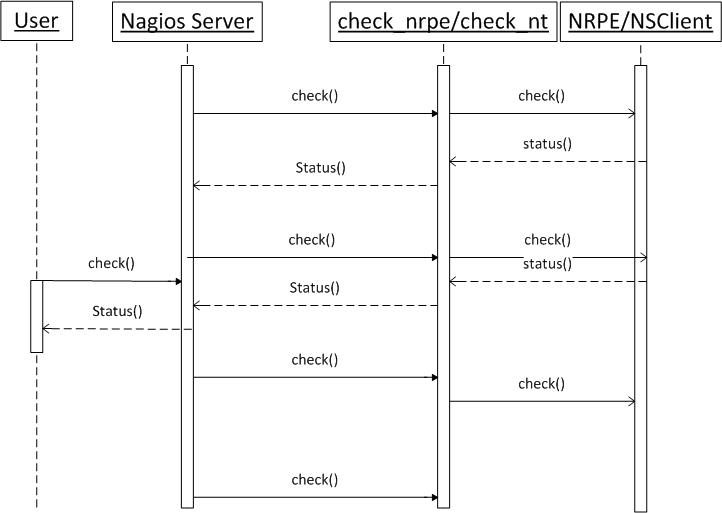 User
Nagios Server
check_nrpe/check_nt
NRPE/NSClient
check()
check()
status()
Status()
check()
check()
check()
status()
Status()
Status()
check()
check()
check()